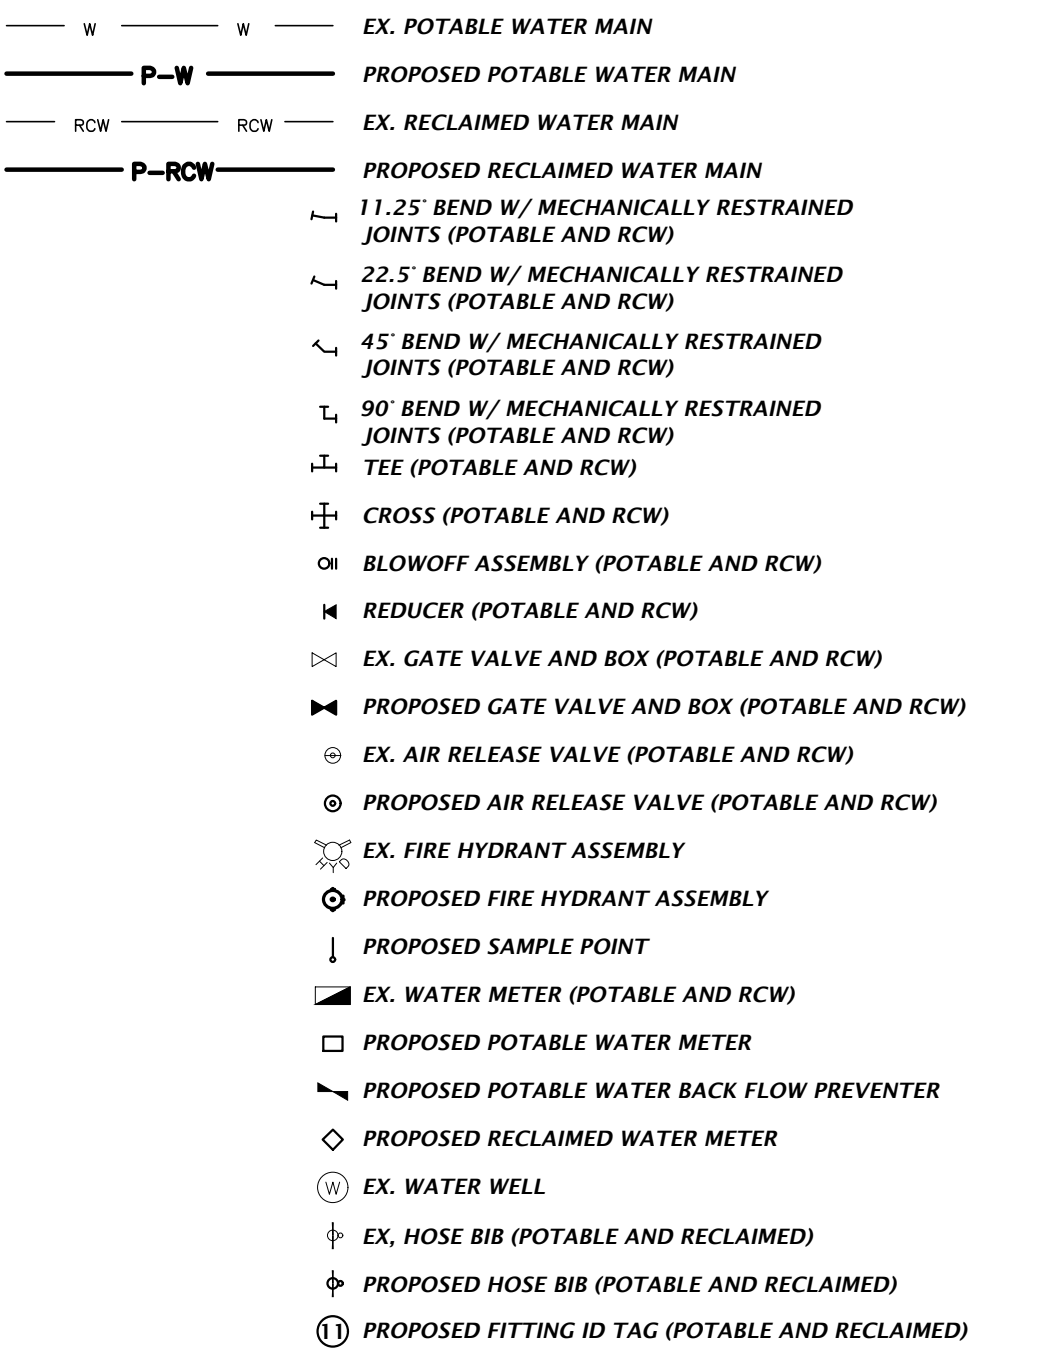 W W EX. POTABLE WATER MAIN
P-W PROPOSED POTABLE WATER MAIN
RCW RCW EX. RECLAIMED WATER MAIN
P-RCW PROPOSED RECLAIMED WATER MAIN
11.25° BEND W/ MECHANICALLY RESTRAINED
JOINTS (POTABLE AND RCW)
22.5° BEND W/ MECHANICALLY RESTRAINED
JOINTS (POTABLE AND RCW)
45° BEND W/ MECHANICALLY RESTRAINED
JOINTS (POTABLE AND RCW)
90° BEND W/ MECHANICALLY RESTRAINED
JOINTS (POTABLE AND RCW)
TEE (POTABLE AND RCW)
CROSS (POTABLE AND RCW)
BLOWOFF ASSEMBLY (POTABLE AND RCW)
REDUCER (POTABLE AND RCW)
EX. GATE VALVE AND BOX (POTABLE AND RCW)
PROPOSED GATE VALVE AND BOX (POTABLE AND RCW)
EX. AIR RELEASE VALVE (POTABLE AND RCW)
PROPOSED AIR RELEASE VALVE (POTABLE AND RCW)
HYD EX. FIRE HYDRANT ASSEMBLY
PROPOSED FIRE HYDRANT ASSEMBLY
PROPOSED SAMPLE POINT
EX. WATER METER (POTABLE AND RCW)
PROPOSED POTABLE WATER METER
PROPOSED POTABLE WATER BACK FLOW PREVENTER
PROPOSED RECLAIMED WATER METER
W EX. WATER WELL
EX, HOSE BIB (POTABLE AND RECLAIMED)
PROPOSED HOSE BIB (POTABLE AND RECLAIMED)
11 PROPOSED FITTING ID TAG (POTABLE AND RECLAIMED)